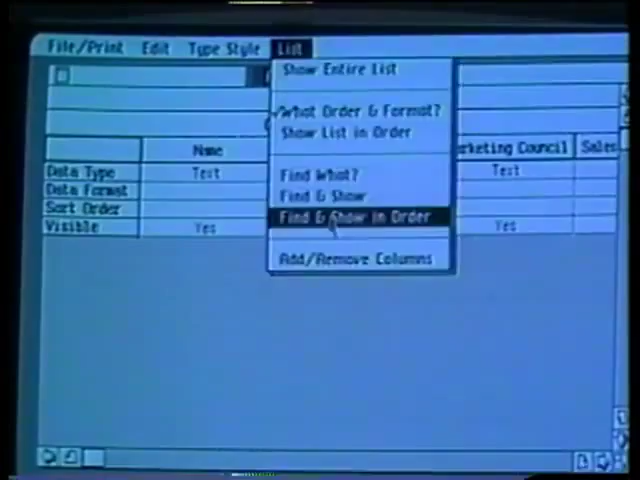 File/Print Edit Type Style List
Show Entire List
✓What Order & Format?
Show List in Order
Find What?
Find & Show
Find & Show in Order
Add/Remove Columns
Name rketing Council Sales
Data Type Text Text
Data Format
Sort Order
Visible Yes Yes